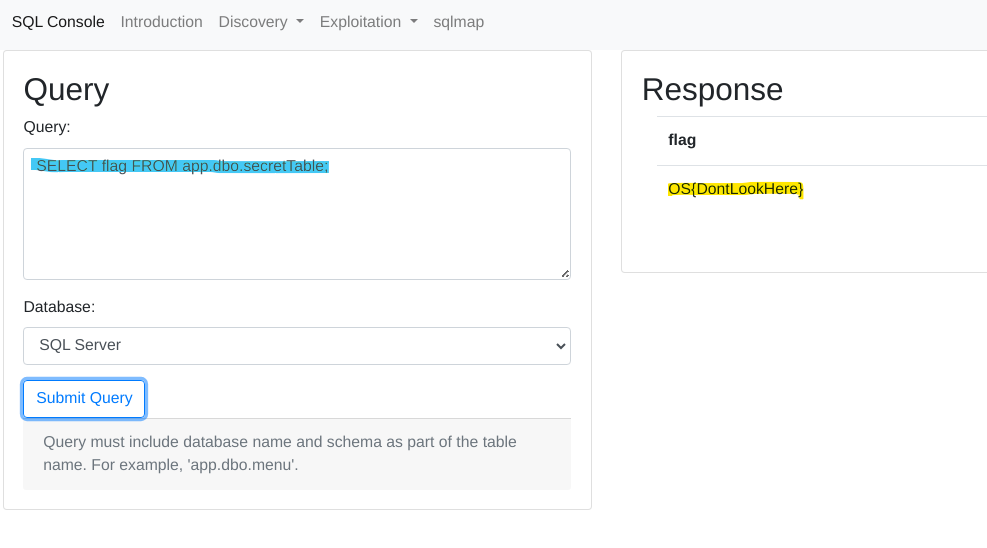 SQL Console Introduction Discovery Exploitation sqlmap
Query
Query:
SELECT flag FROM app.dbo.secretTable;
Database:
SQL Server
Submit Query
Query must include database name and schema as part of the table
name. For example, 'app.dbo.menu'.
Response
flag
OS{DontLookHere}